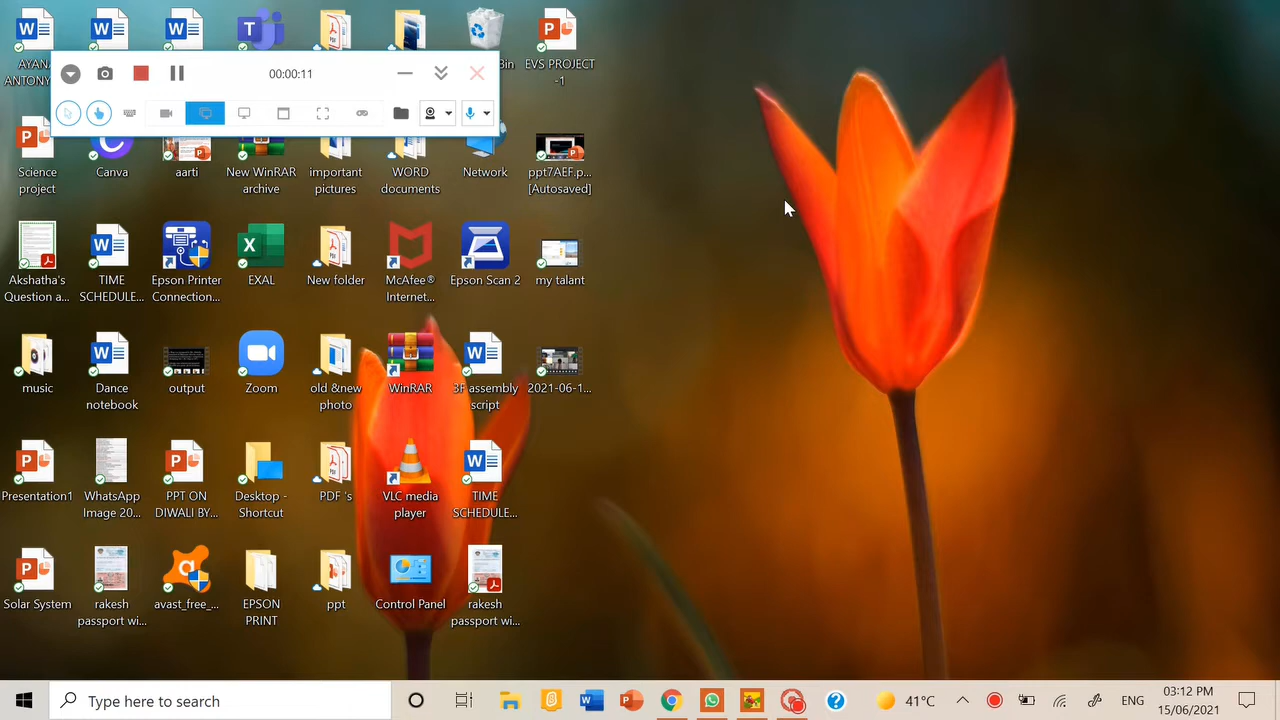 AYAN
ANTONY
Bin
EVS PROJECT
-1
00:00:11
Science
project
Canva
aarti
New WinRAR
archive
important
pictures
WORD
documents
Network
ppt7AEF.p...
[Autosaved]
Akshatha's
Question a...
TIME
SCHEDULE...
Epson Printer
Connection...
EXAL
New folder
McAfee®
Internet...
Epson Scan 2
my talant
music
Dance
notebook
output
Zoom
old &new
photo
WinRAR
3F assembly
script
2021-06-1...
Presentation1
WhatsApp
Image 20...
PPT ON
DIWALI BY...
Desktop -
Shortcut
PDF 's
VLC media
player
TIME
SCHEDULE...
Solar System
rakesh
passport wi...
avast_free_...
EPSON
PRINT
ppt
Control Panel
rakesh
passport wi...
Type here to search
41°C
ENG
03:12 PM
15/06/2021